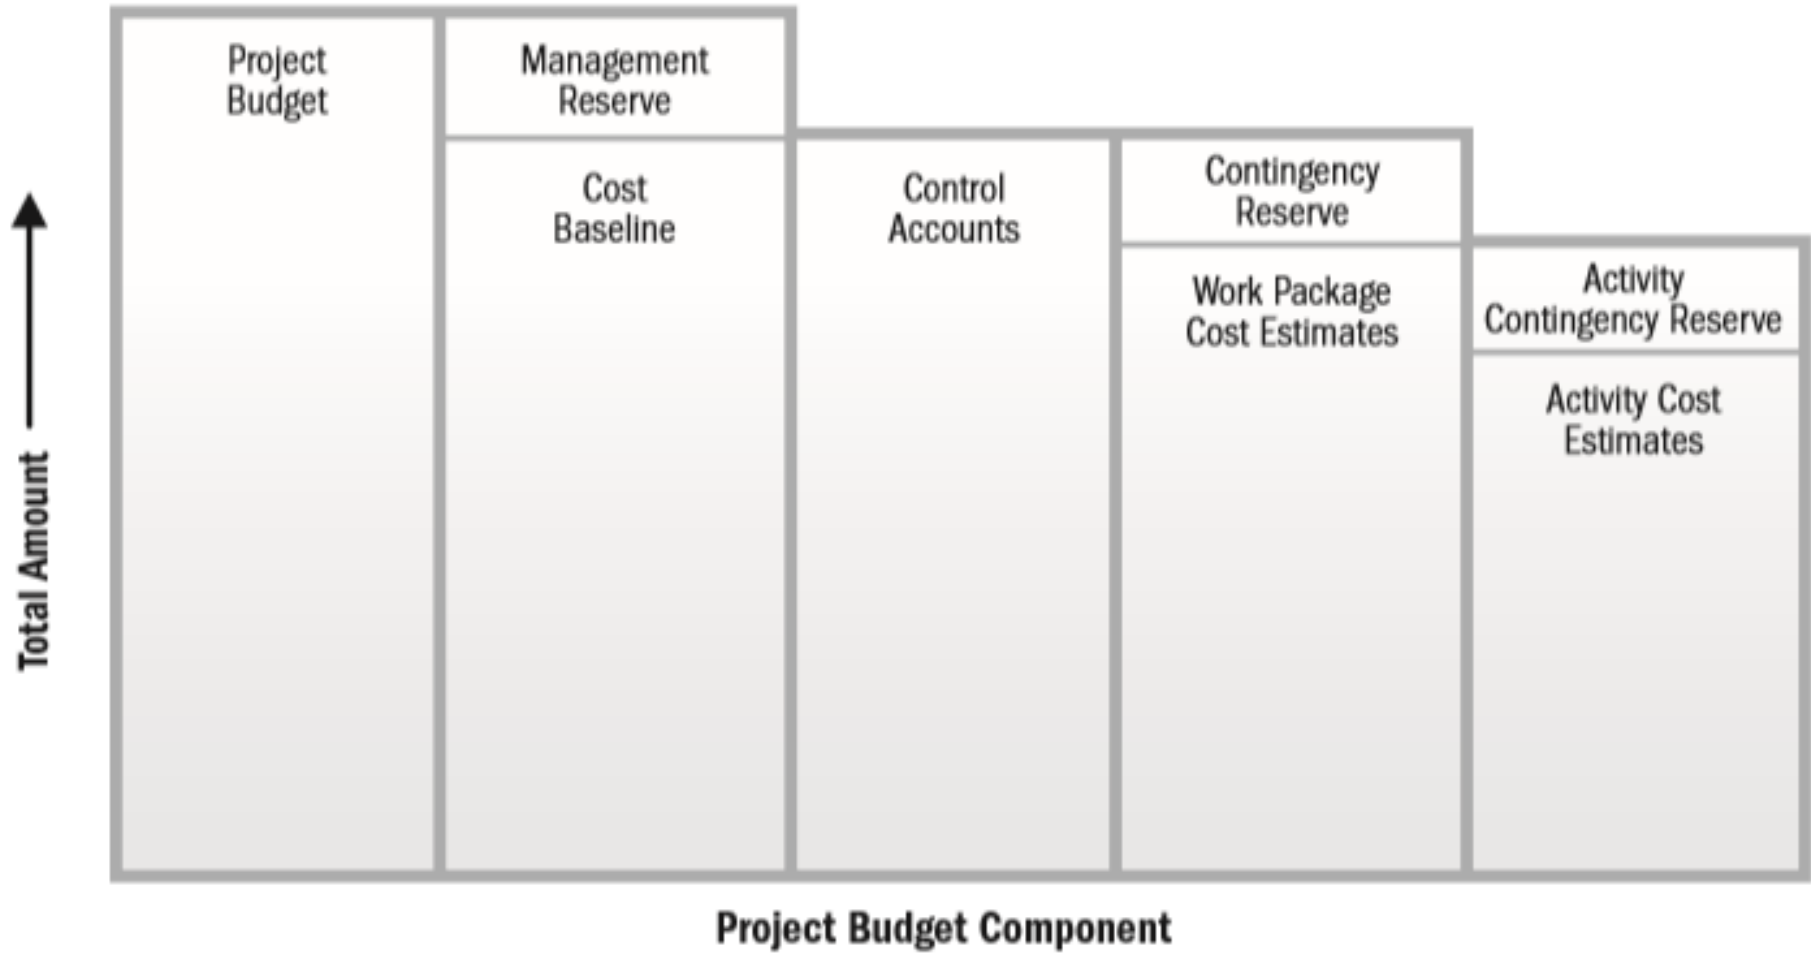 Project
Budget
Management
Reserve
Cost
Baseline
Control
Accounts
Contingency
Reserve
Work Package
Cost Estimates
Activity
Contingency Reserve
Activity Cost
Estimates
Total Amount
Project Budget Component